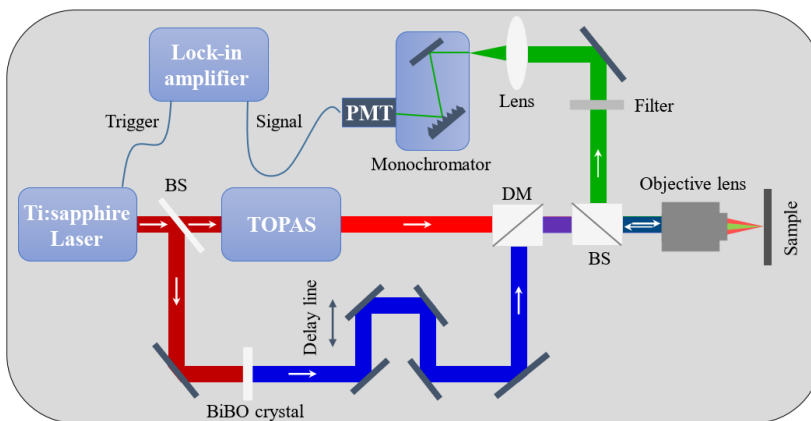 Lock-in
amplifier
Trigger
Signal
PMT
Monochromator
Lens
Filter
Ti:sapphire
Laser
BS
TOPAS
DM
BS
Objective lens
Sample
Delay line
BiBO crystal